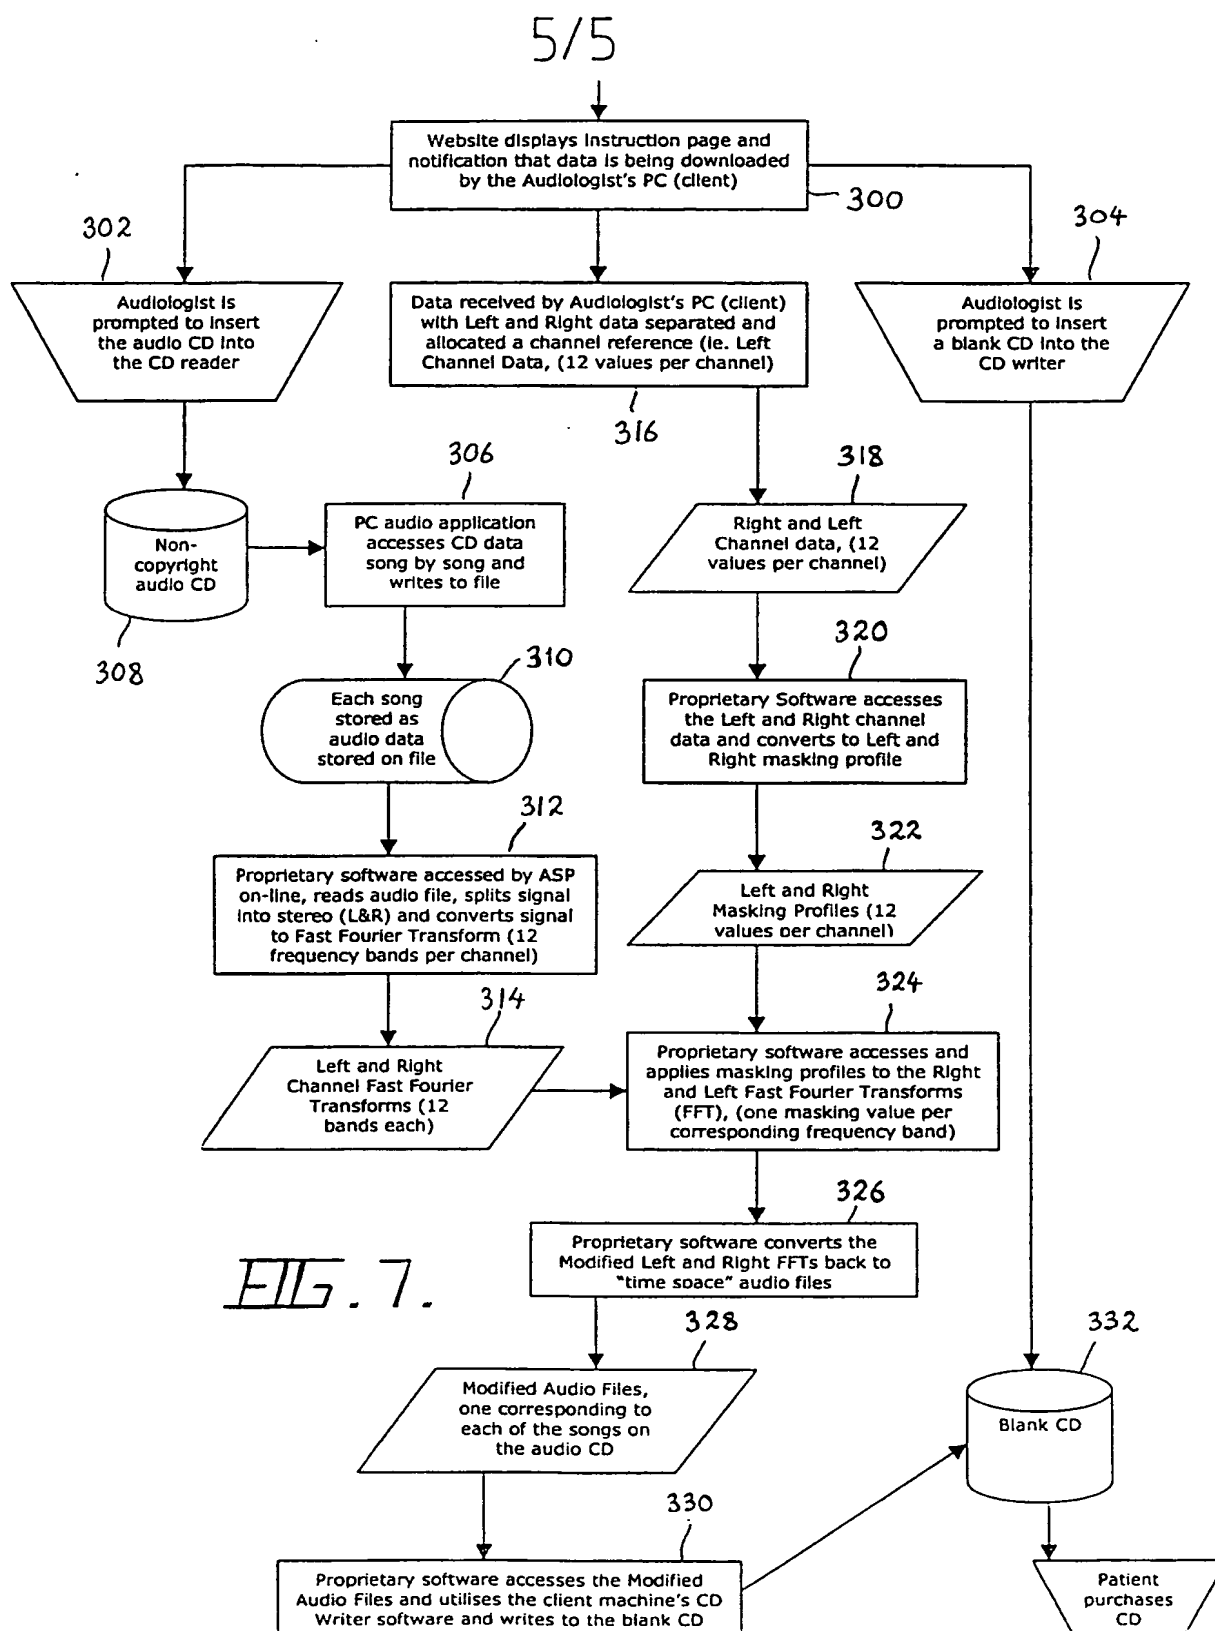 5/5
Website displays instruction page and
notification that data is being downloaded
by the Audiologist's PC (client)
300
302
304
Audiologist is
prompted to insert
the audio CD into
the CD reader
Data received by Audiologist's PC (client)
with Left and Right data separated and
allocated a channel reference (ie. Left
Channel Data, (12 values per channel)
Audiologist is
prompted to insert
a blank CD into the
CD writer
316
306
318
Non-
copyright
audio CD
308
PC audio application
accesses CD data
song by song and
writes to file
Right and Left
Channel data, (12
values per channel)
320
310
Each song
stored as
audio data
stored on file
Proprietary Software accesses
the Left and Right channel
data and converts to Left and
Right masking profile
312
322
Proprietary software accessed by ASP
on-line, reads audio file, splits signal
into stereo (L&R) and converts signal
to Fast Fourier Transform (12
frequency bands per channel)
Left and Right
Masking Profiles (12
values per channel)
314
324
Left and Right
Channel Fast Fourier
Transforms (12
bands each)
Proprietary software accesses and
applies masking profiles to the Right
and Left Fast Fourier Transforms
(FFT), (one masking value per
corresponding frequency band)
326
Proprietary software converts the
Modified Left and Right FFTs back to
"time space" audio files
FIG. 7.
328
332
Modified Audio Files,
one corresponding to
each of the songs on
the audio CD
Blank CD
330
Proprietary software accesses the Modified
Audio Files and utilises the client machine's CD
Writer software and writes to the blank CD
Patient
purchases
CD